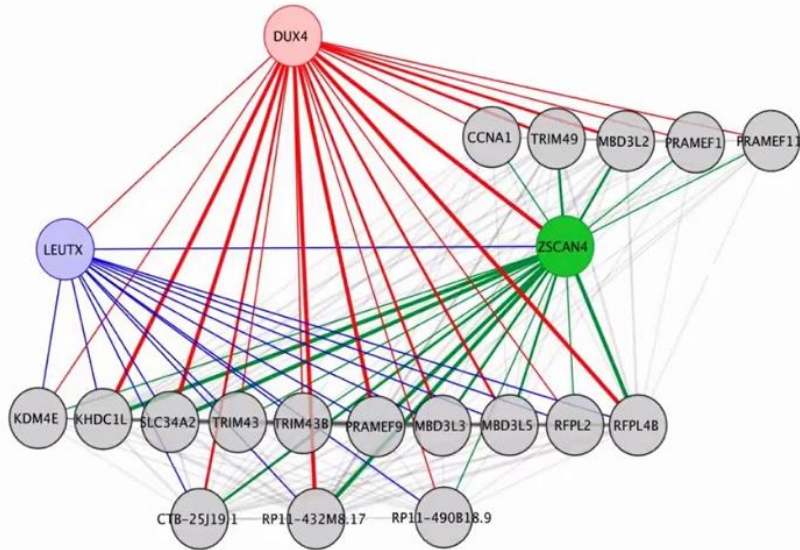 DUX4
CCNA1 TRIM49 MBD3L2 PRAMEF1 PRAMEF11
LEUTX ZSCAN4
KDM4E KHDC1L SLC34A2 TRIM43 TRIM43B PRAMEF9 MBD3L3 MBD3L5 RFPL2 RFPL4B
CTB-25J19.1 RP11-432M8.17 RP11-490B18.9